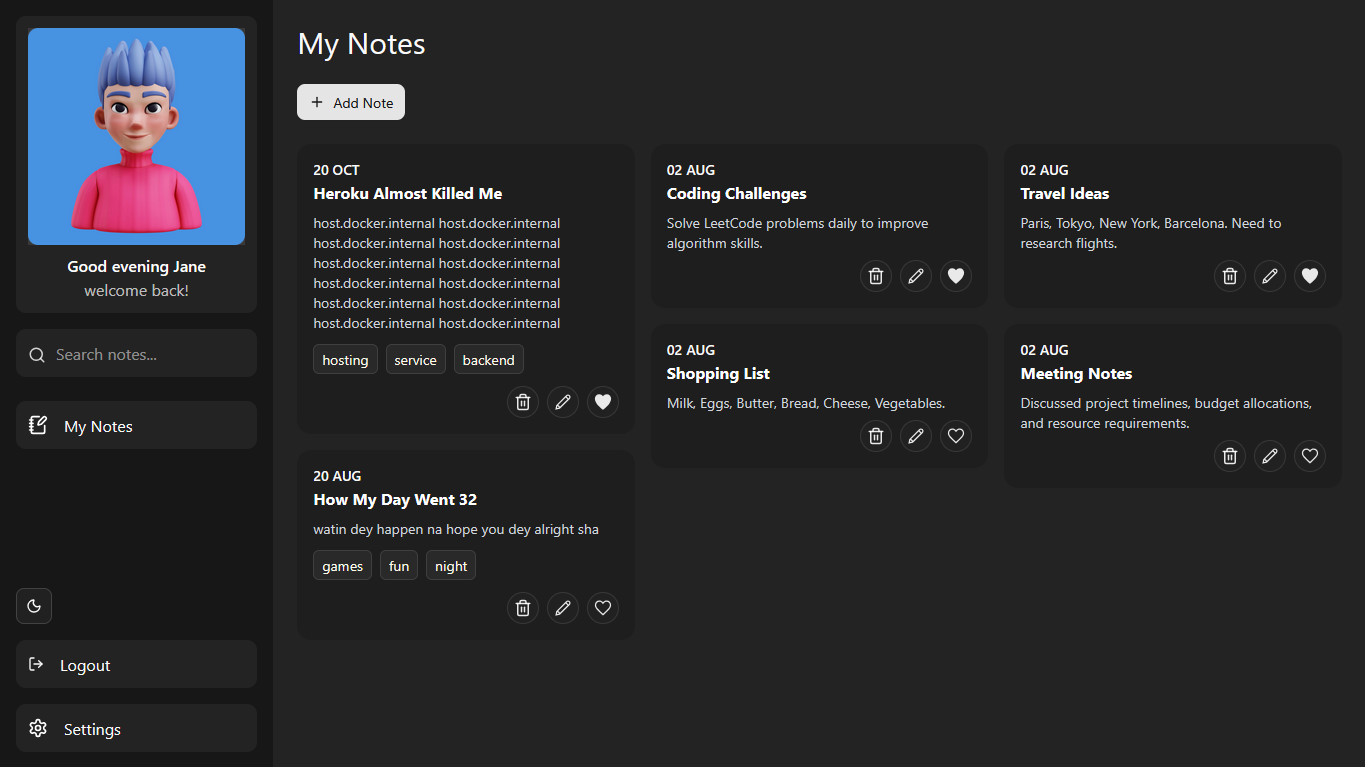 Good evening Jane
welcome back!
Search notes...
My Notes
Logout
Settings
My Notes
Add Note
20 OCT
Heroku Almost Killed Me
host.docker.internal host.docker.internal
host.docker.internal host.docker.internal
host.docker.internal host.docker.internal
host.docker.internal host.docker.internal
host.docker.internal host.docker.internal
host.docker.internal host.docker.internal
hosting service backend
20 AUG
How My Day Went 32
watin dey happen na hope you dey alright sha
games fun night
02 AUG
Coding Challenges
Solve LeetCode problems daily to improve
algorithm skills.
02 AUG
Shopping List
Milk, Eggs, Butter, Bread, Cheese, Vegetables.
02 AUG
Travel Ideas
Paris, Tokyo, New York, Barcelona. Need to
research flights.
02 AUG
Meeting Notes
Discussed project timelines, budget allocations,
and resource requirements.